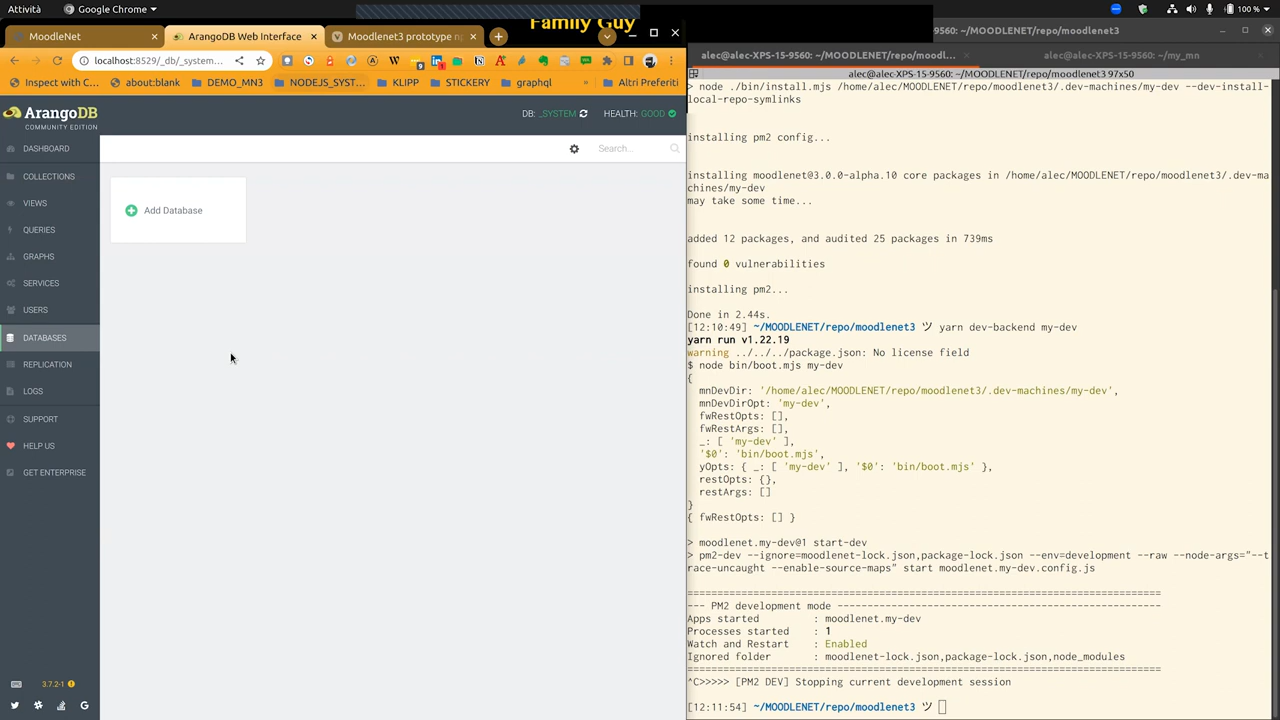 Attività
Google Chrome
100 %
Family Guy
MoodleNet
ArangoDB Web Interface
Moodlenet3 prototype
localhost:8529/_db/_system...
Inspect with C...
about:blank
DEMO_MN3
NODEJS_SYST...
KLIPP
STICKERY
graphql
»
Altri Preferiti
ArangoDB
COMMUNITY EDITION
DB: _SYSTEM
HEALTH: GOOD
DASHBOARD
COLLECTIONS
VIEWS
QUERIES
GRAPHS
SERVICES
USERS
DATABASES
REPLICATION
LOGS
SUPPORT
HELP US
GET ENTERPRISE
3.7.2-1
Search...
Add Database
9560: ~/MOODLENET/repo/moodlenet3
alec@alec-XPS-15-9560: ~/MOODLENET/repo/moodl...
alec@alec-XPS-15-9560: ~/my_mn
alec@alec-XPS-15-9560: ~/MOODLENET/repo/moodlenet3 97x50
> node ./bin/install.mjs /home/alec/MOODLENET/repo/moodlenet3/.dev-machines/my-dev --dev-install-
local-repo-symlinks
installing pm2 config...
installing moodlenet@3.0.0-alpha.10 core packages in /home/alec/MOODLENET/repo/moodlenet3/.dev-ma
chines/my-dev
may take some time...
added 12 packages, and audited 25 packages in 739ms
found 0 vulnerabilities
installing pm2...
Done in 2.44s.
[12:10:49] ~/MOODLENET/repo/moodlenet3 ツ yarn dev-backend my-dev
yarn run v1.22.19
warning ../../../package.json: No license field
$ node bin/boot.mjs my-dev
{
mnDevDir: '/home/alec/MOODLENET/repo/moodlenet3/.dev-machines/my-dev',
mnDevDirOpt: 'my-dev',
fwRestOpts: [],
fwRestArgs: [],
_: [ 'my-dev' ],
'$0': 'bin/boot.mjs',
yOpts: { _: [ 'my-dev' ], '$0': 'bin/boot.mjs' },
restOpts: {},
restArgs: []
}
{ fwRestOpts: [] }
> moodlenet.my-dev@1 start-dev
> pm2-dev --ignore=moodlenet-lock.json,package-lock.json --env=development --raw --node-args="--t
race-uncaught --enable-source-maps" start moodlenet.my-dev.config.js
===============================================================================
--- PM2 development mode ------------------------------------------------------
Apps started : moodlenet.my-dev
Processes started : 1
Watch and Restart : Enabled
Ignored folder : moodlenet-lock.json,package-lock.json,node_modules
===============================================================================
^C>>>>> [PM2 DEV] Stopping current development session
[12:11:54] ~/MOODLENET/repo/moodlenet3 ツ